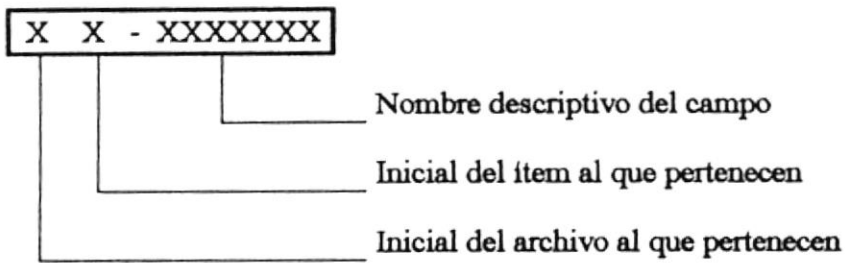 X X - XXXXXXX
Nombre descriptivo del campo
Inicial del ítem al que pertenecen
Inicial del archivo al que pertenecen